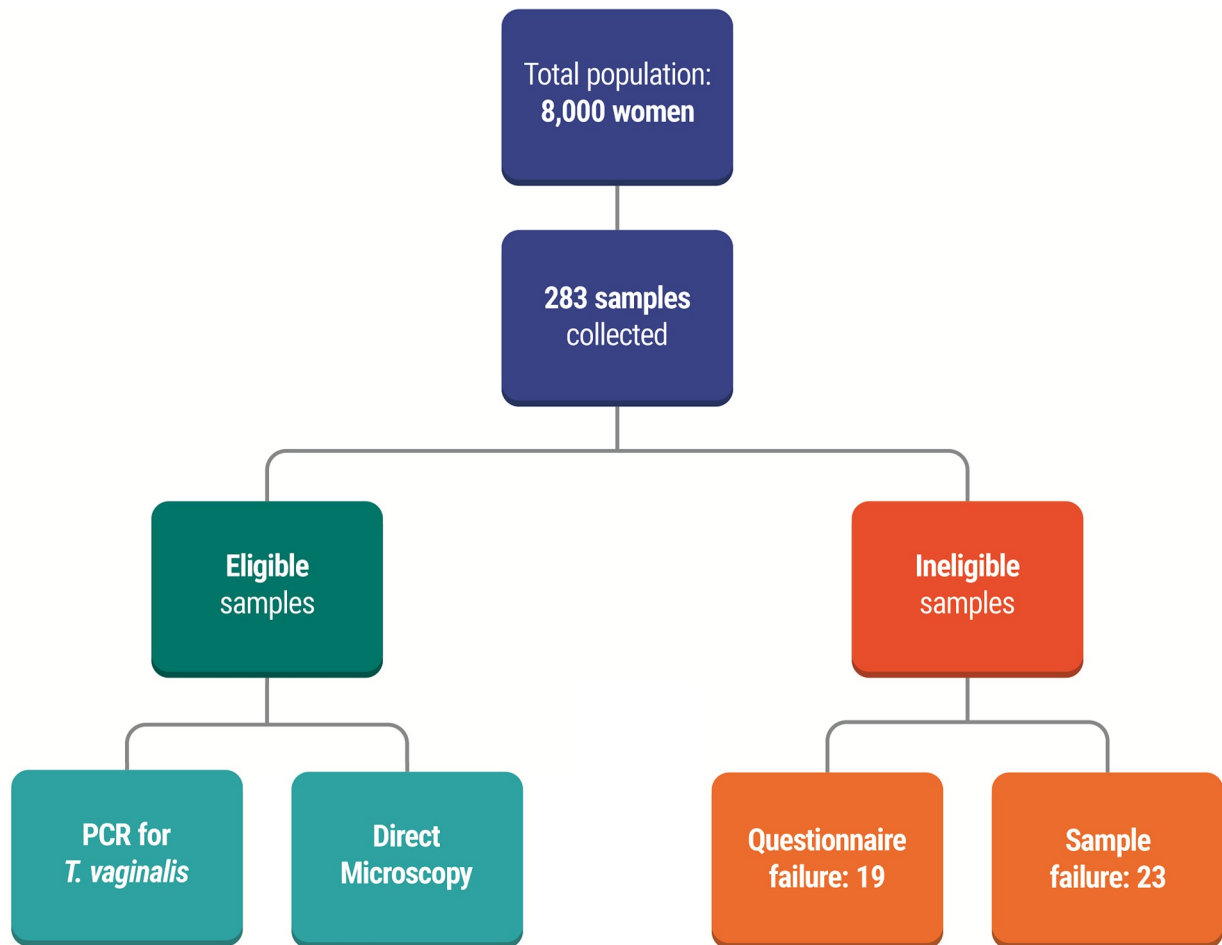 Total population:
8,000 women
283 samples
collected
Eligible
samples
Ineligible
samples
PCR for
T. vaginalis
Direct
Microscopy
Questionnaire
failure: 19
Sample
failure: 23